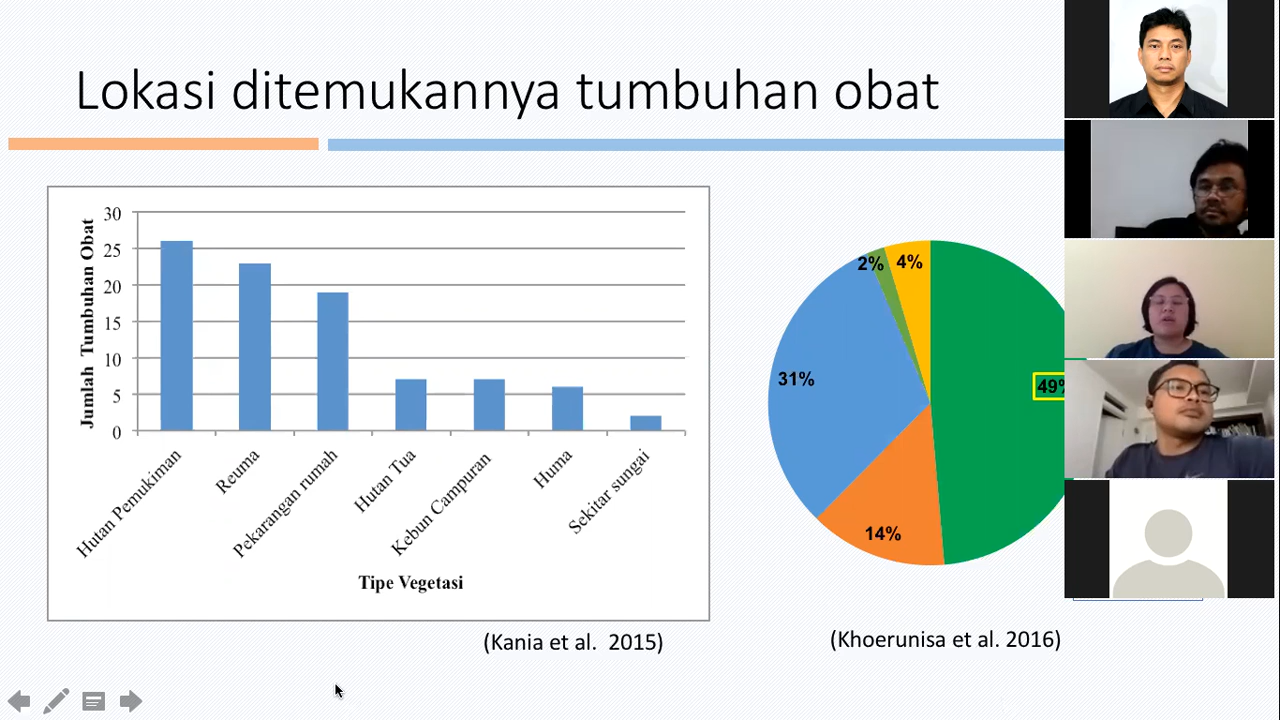 Lokasi ditemukannya tumbuhan obat
Jumlah Tumbuhan Obat
30
25
20
15
10
5
0
Hutan Pemukiman
Reuma
Pekarangan rumah
Hutan Tua
Kebun Campuran
Huma
Sekitar sungai
Tipe Vegetasi
(Kania et al. 2015)
2%
4%
31%
49%
14%
(Khoerunisa et al. 2016)